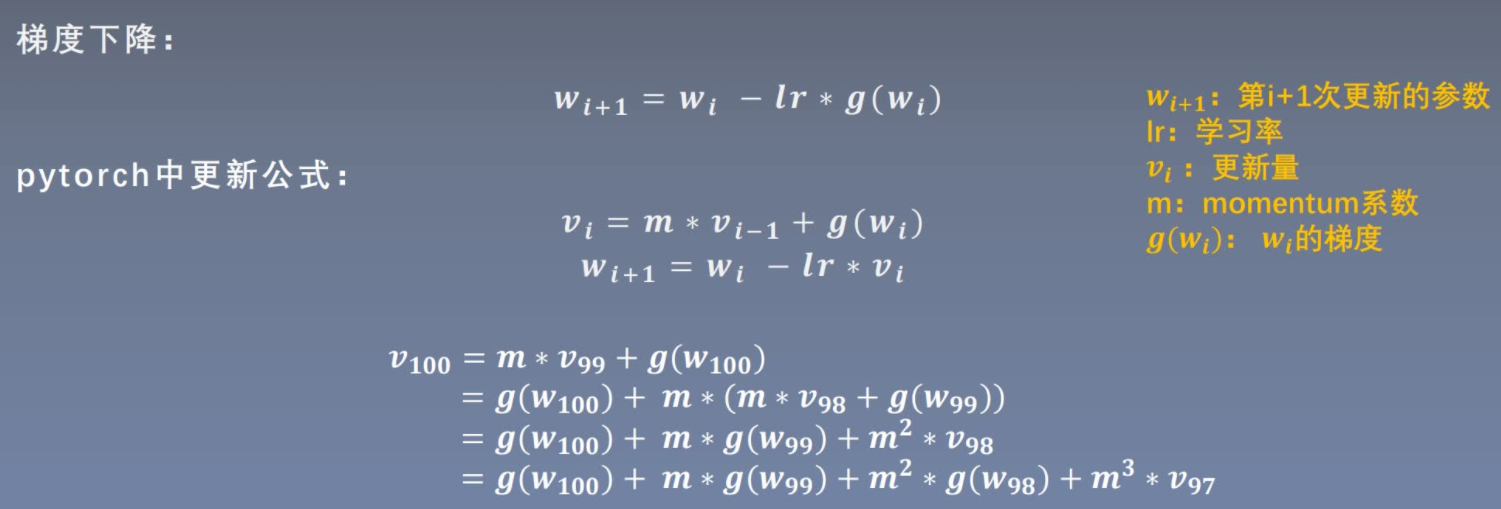 梯度下降：
w_{i+1} = w_i − lr * g(w_i)
w_{i+1}：第i+1次更新的参数
lr：学习率
pytorch中更新公式：
v_i：更新量
m：momentum系数
v_i = m * v_{i−1} + g(w_i)
g(w_i)： w_i的梯度
w_{i+1} = w_i − lr * v_i
v_{100} = m * v_{99} + g(w_{100})
= g(w_{100}) + m * (m * v_{98} + g(w_{99}))
= g(w_{100}) + m * g(w_{99}) + m² * v_{98}
= g(w_{100}) + m * g(w_{99}) + m² * g(w_{98}) + m³ * v_{97}